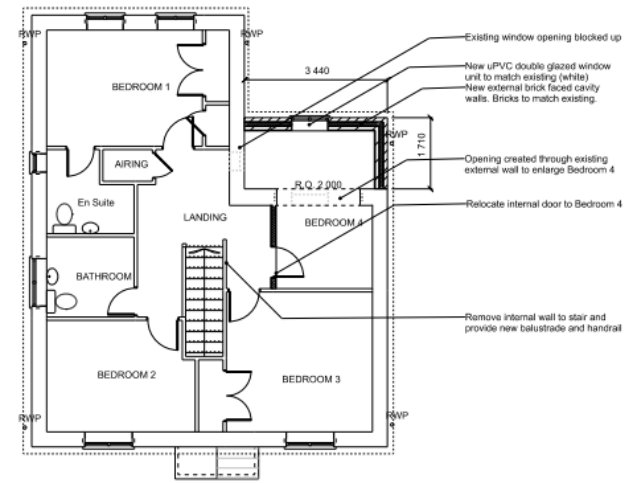 RWP
RWP
Existing window opening blocked up
3 440
New uPVC double glazed window
unit to match existing (white)
New external brick faced cavity
walls. Bricks to match existing.
BEDROOM 1
RWP
1 710
AIRING
Opening created through existing
external wall to enlarge Bedroom 4
R.O. 2 000
En Suite
LANDING
BEDROOM 4
Relocate internal door to Bedroom 4
BATHROOM
Remove internal wall to stair and
provide new balustrade and handrail
BEDROOM 2
BEDROOM 3
RWP
RWP